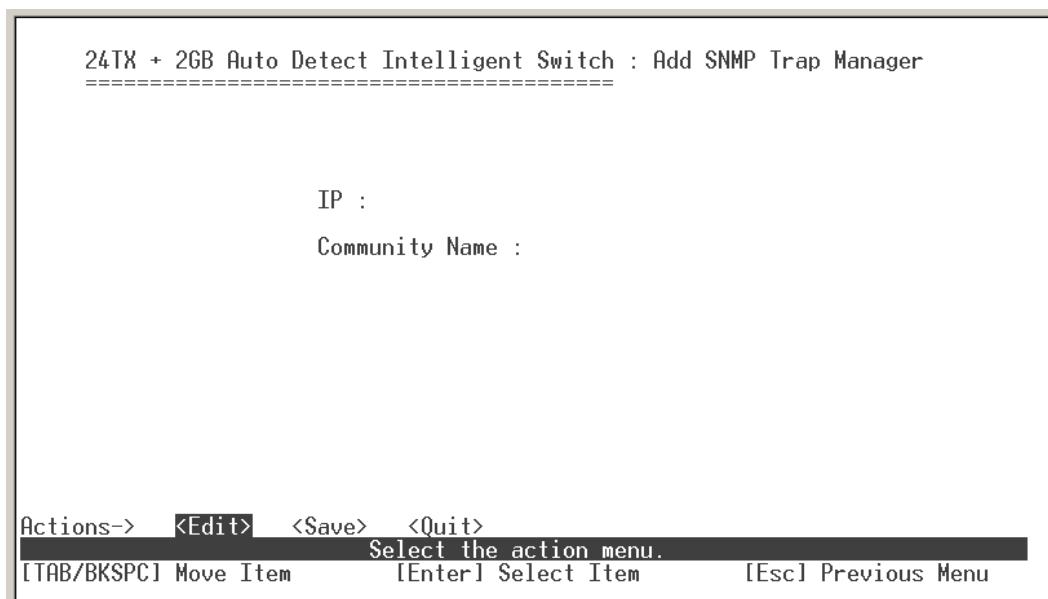 24TX + 2GB Auto Detect Intelligent Switch : Add SNMP Trap Manager
=========================================
IP :
Community Name :
Actions-> <Edit> <Save> <Quit>
Select the action menu.
[TAB/BKSPC] Move Item [Enter] Select Item [Esc] Previous Menu